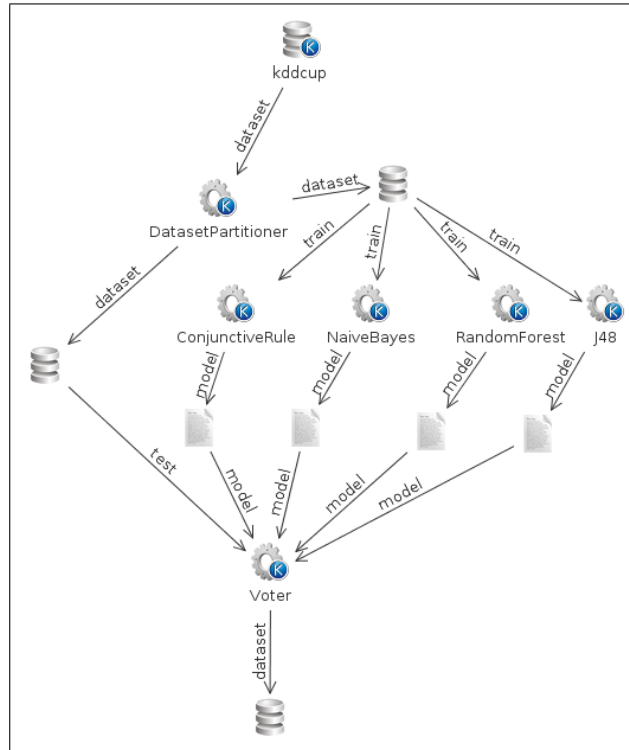 kddcup
dataset
dataset
DatasetPartitioner
dataset
train
train
train
train
ConjunctiveRule
NaiveBayes
RandomForest
J48
model
model
model
model
test
model
model
model
model
Voter
dataset